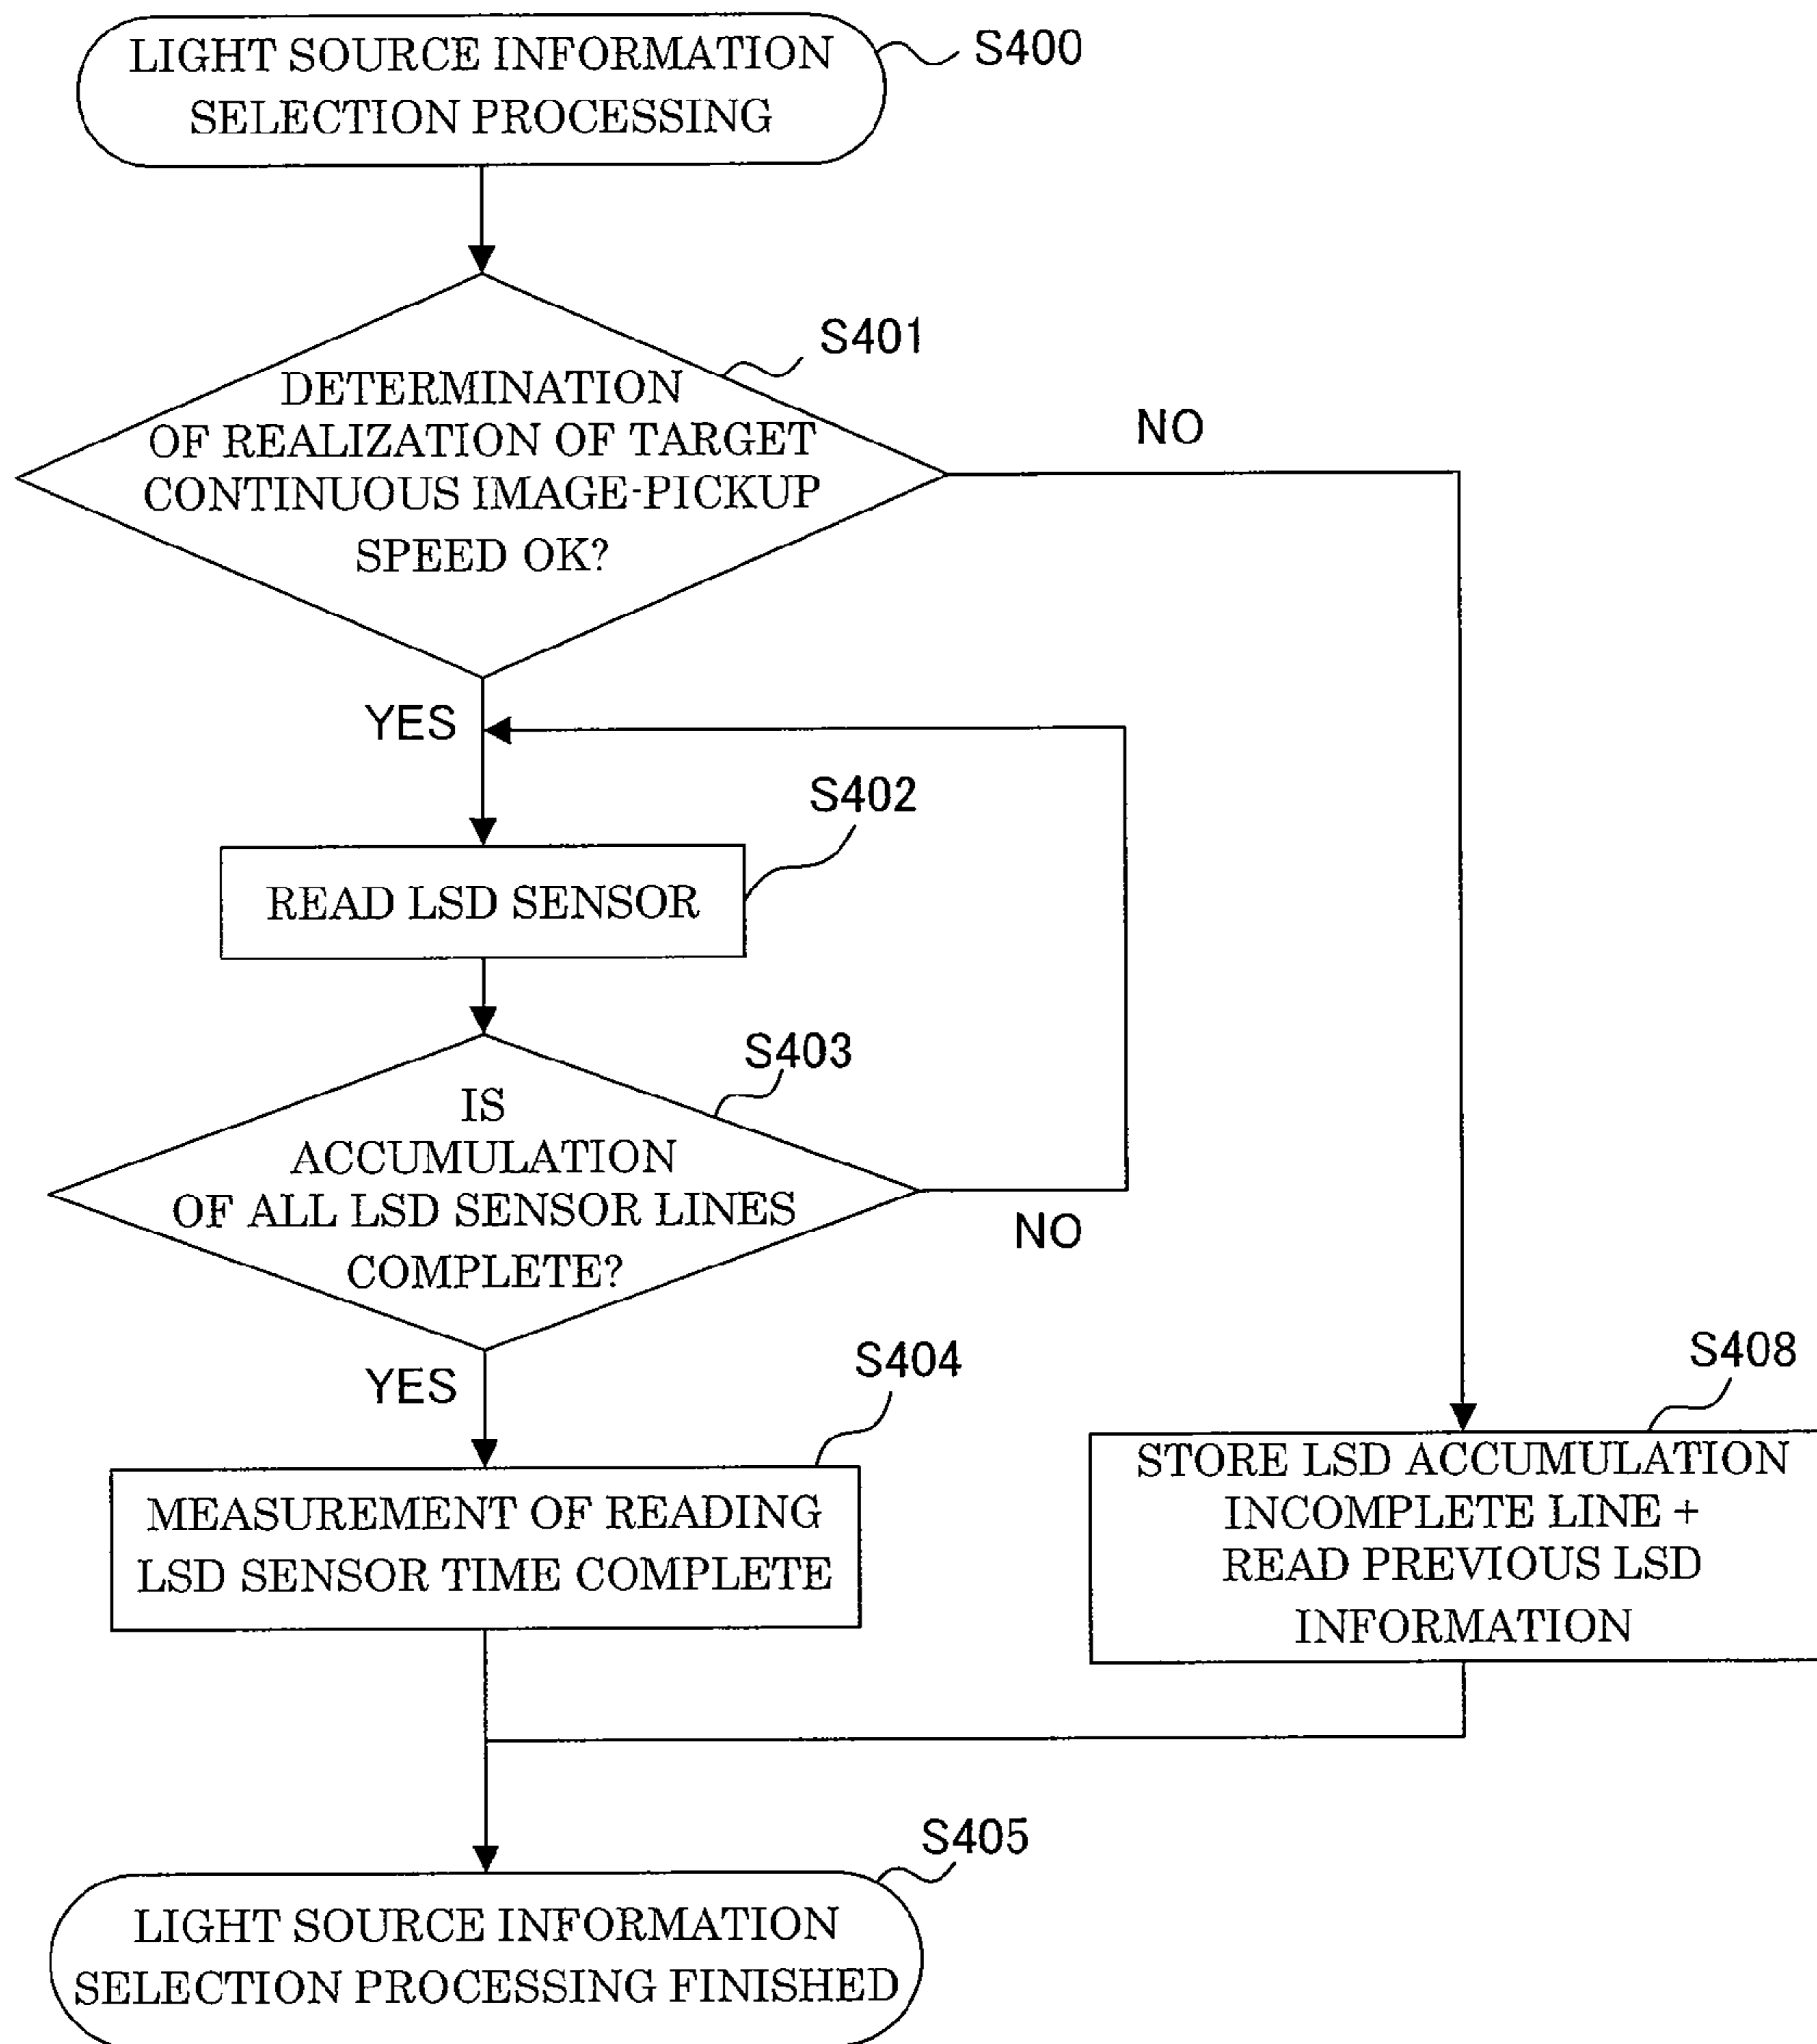 LIGHT SOURCE INFORMATION
SELECTION PROCESSING
S400
S401
DETERMINATION
OF REALIZATION OF TARGET
CONTINUOUS IMAGE-PICKUP
SPEED OK?
NO
YES
S402
READ LSD SENSOR
S403
IS
ACCUMULATION
OF ALL LSD SENSOR LINES
COMPLETE?
NO
YES
S404
MEASUREMENT OF READING
LSD SENSOR TIME COMPLETE
S408
STORE LSD ACCUMULATION
INCOMPLETE LINE +
READ PREVIOUS LSD
INFORMATION
S405
LIGHT SOURCE INFORMATION
SELECTION PROCESSING FINISHED